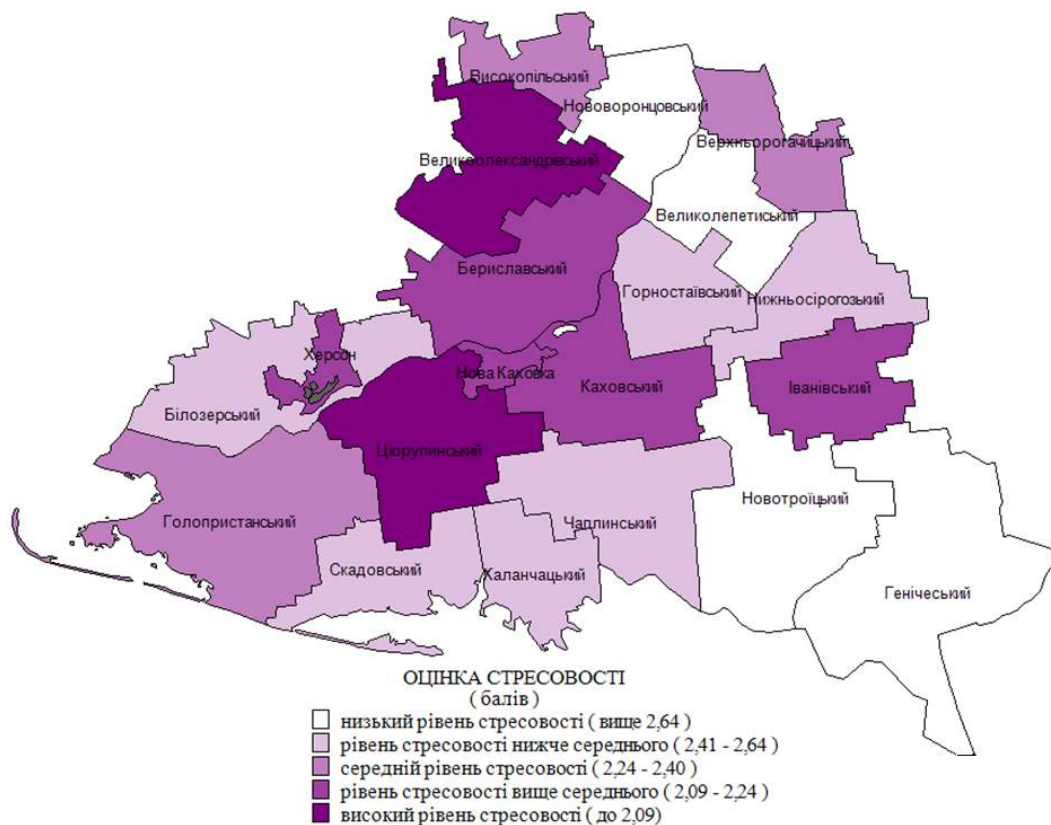 Високопільський
Нововоронцовський
Верхньорогачицький
Великоолександрівський
Великолепетиський
Бериславський
Горностаївський
Нижньосірогозький
Херсон
Нова Каховка
Каховський
Іванівський
Білозерський
Цюрупинський
Новотроїцький
Голопристанський
Чаплинський
Скадовський
Каланчацький
Генічеський
ОЦІНКА СТРЕСОВОСТІ
( балів )
низький рівень стресовості ( вище 2,64 )
рівень стресовості нижче середнього ( 2,41 - 2,64 )
середній рівень стресовості ( 2,24 - 2,40 )
рівень стресовості вище середнього ( 2,09 - 2,24 )
високий рівень стресовості ( до 2,09)